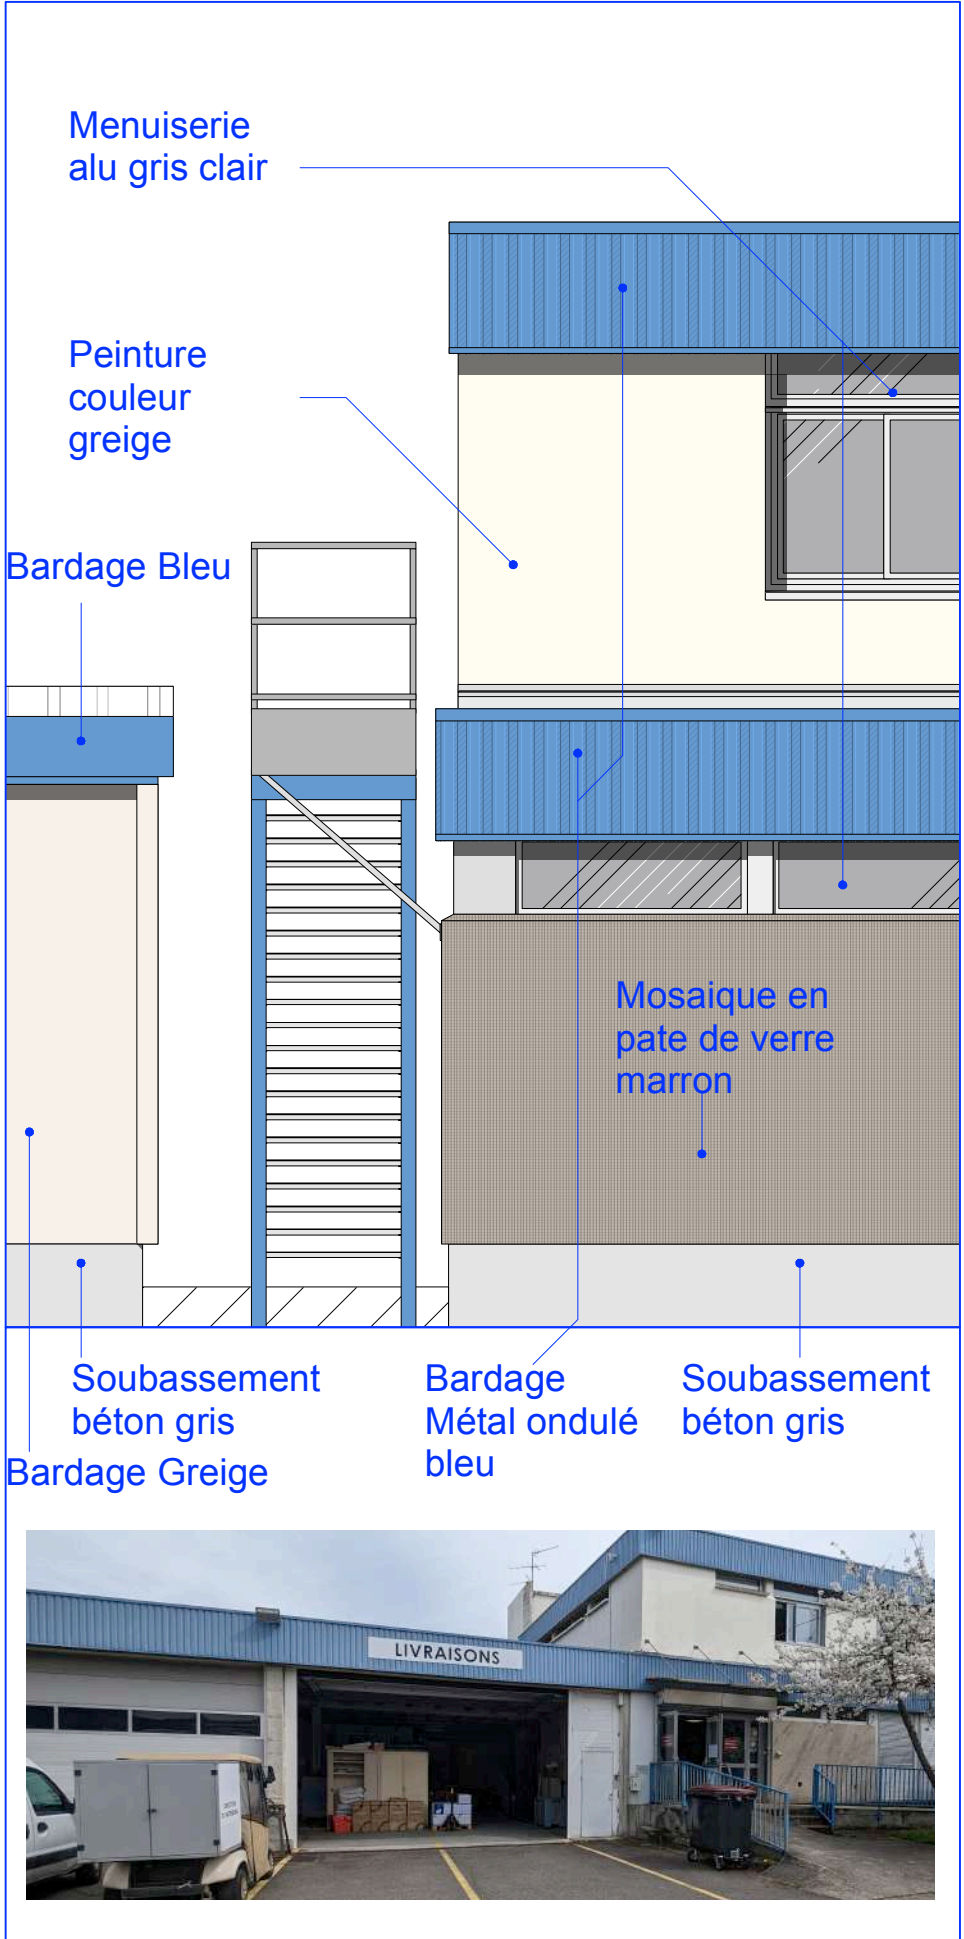 Menuiserie
alu gris clair
Peinture
couleur
greige
Bardage Bleu
Mosaique en
pate de verre
marron
Soubassement
béton gris
Bardage
Métal ondulé
bleu
Soubassement
béton gris
Bardage Greige
LIVRAISONS